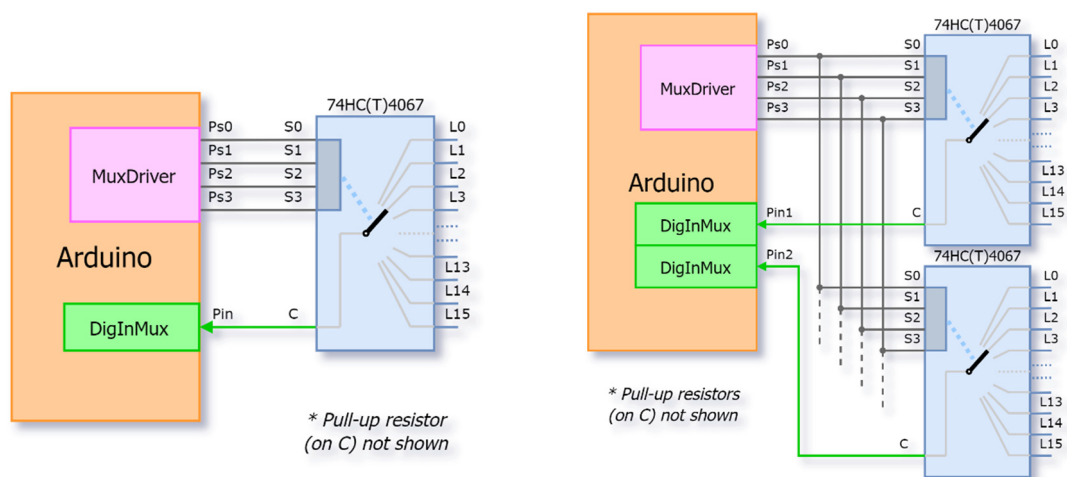 74HC(T)4067
MuxDriver
Ps0
Ps1
Ps2
Ps3
S0
S1
S2
S3
L0
L1
L2
L3
L13
L14
L15
Arduino
DigInMux
Pin
C
* Pull-up resistor
(on C) not shown
74HC(T)4067
MuxDriver
Ps0
Ps1
Ps2
Ps3
S0
S1
S2
S3
L0
L1
L2
L3
L13
L14
L15
Arduino
DigInMux
Pin1
C
DigInMux
Pin2
74HC(T)4067
S0
S1
S2
S3
L0
L1
L2
L3
L13
L14
L15
C
* Pull-up resistors
(on C) not shown